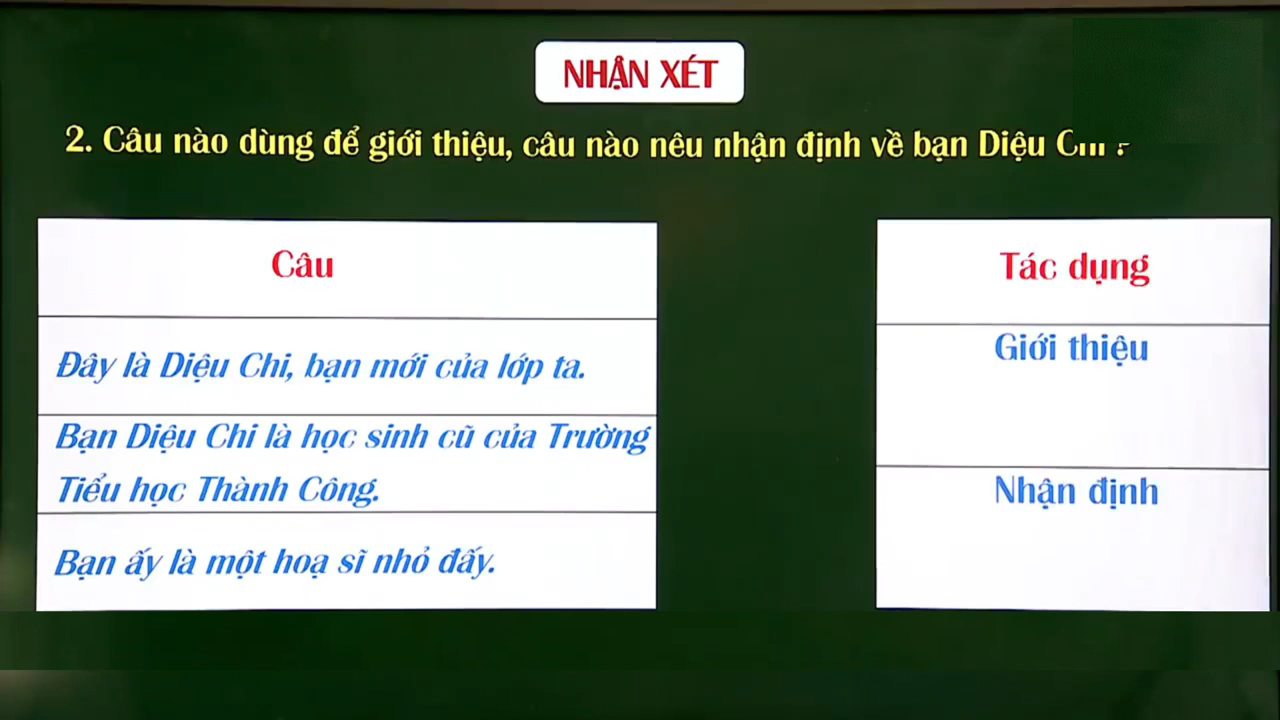 NHẬN XÉT
2. Câu nào dùng để giới thiệu, câu nào nêu nhận định về bạn Diệu
Câu
Đây là Diệu Chi, bạn mới của lớp ta.
Bạn Diệu Chi là học sinh cũ của Trường
Tiểu học Thành Công.
Bạn ấy là một hoạ sĩ nhỏ đấy.
Tác dụng
Giới thiệu
Nhận định